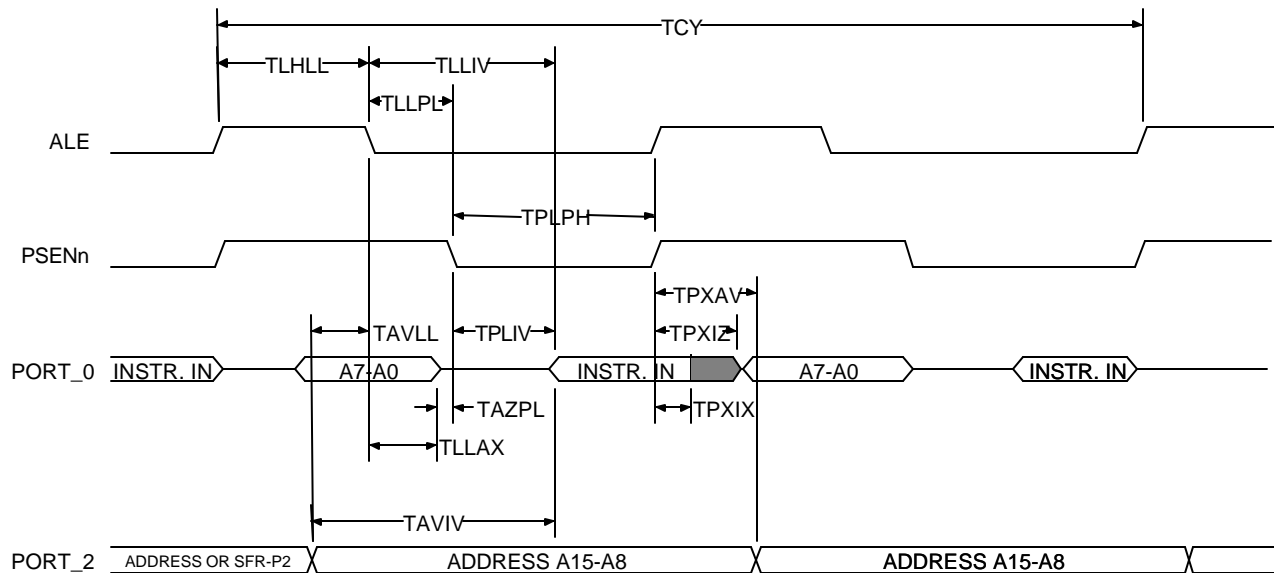 TCY
TLHLL TLLIV
TLLPL
ALE
TPLPH
PSENn
TPXAV
TAVLL TPLIV TPXIZ
PORT_0 INSTR. IN A7-A0 INSTR. IN A7-A0 INSTR. IN
TAZPL TPXIX
TLLAX
TAVIV
PORT_2 ADDRESS OR SFR-P2 ADDRESS A15-A8 ADDRESS A15-A8